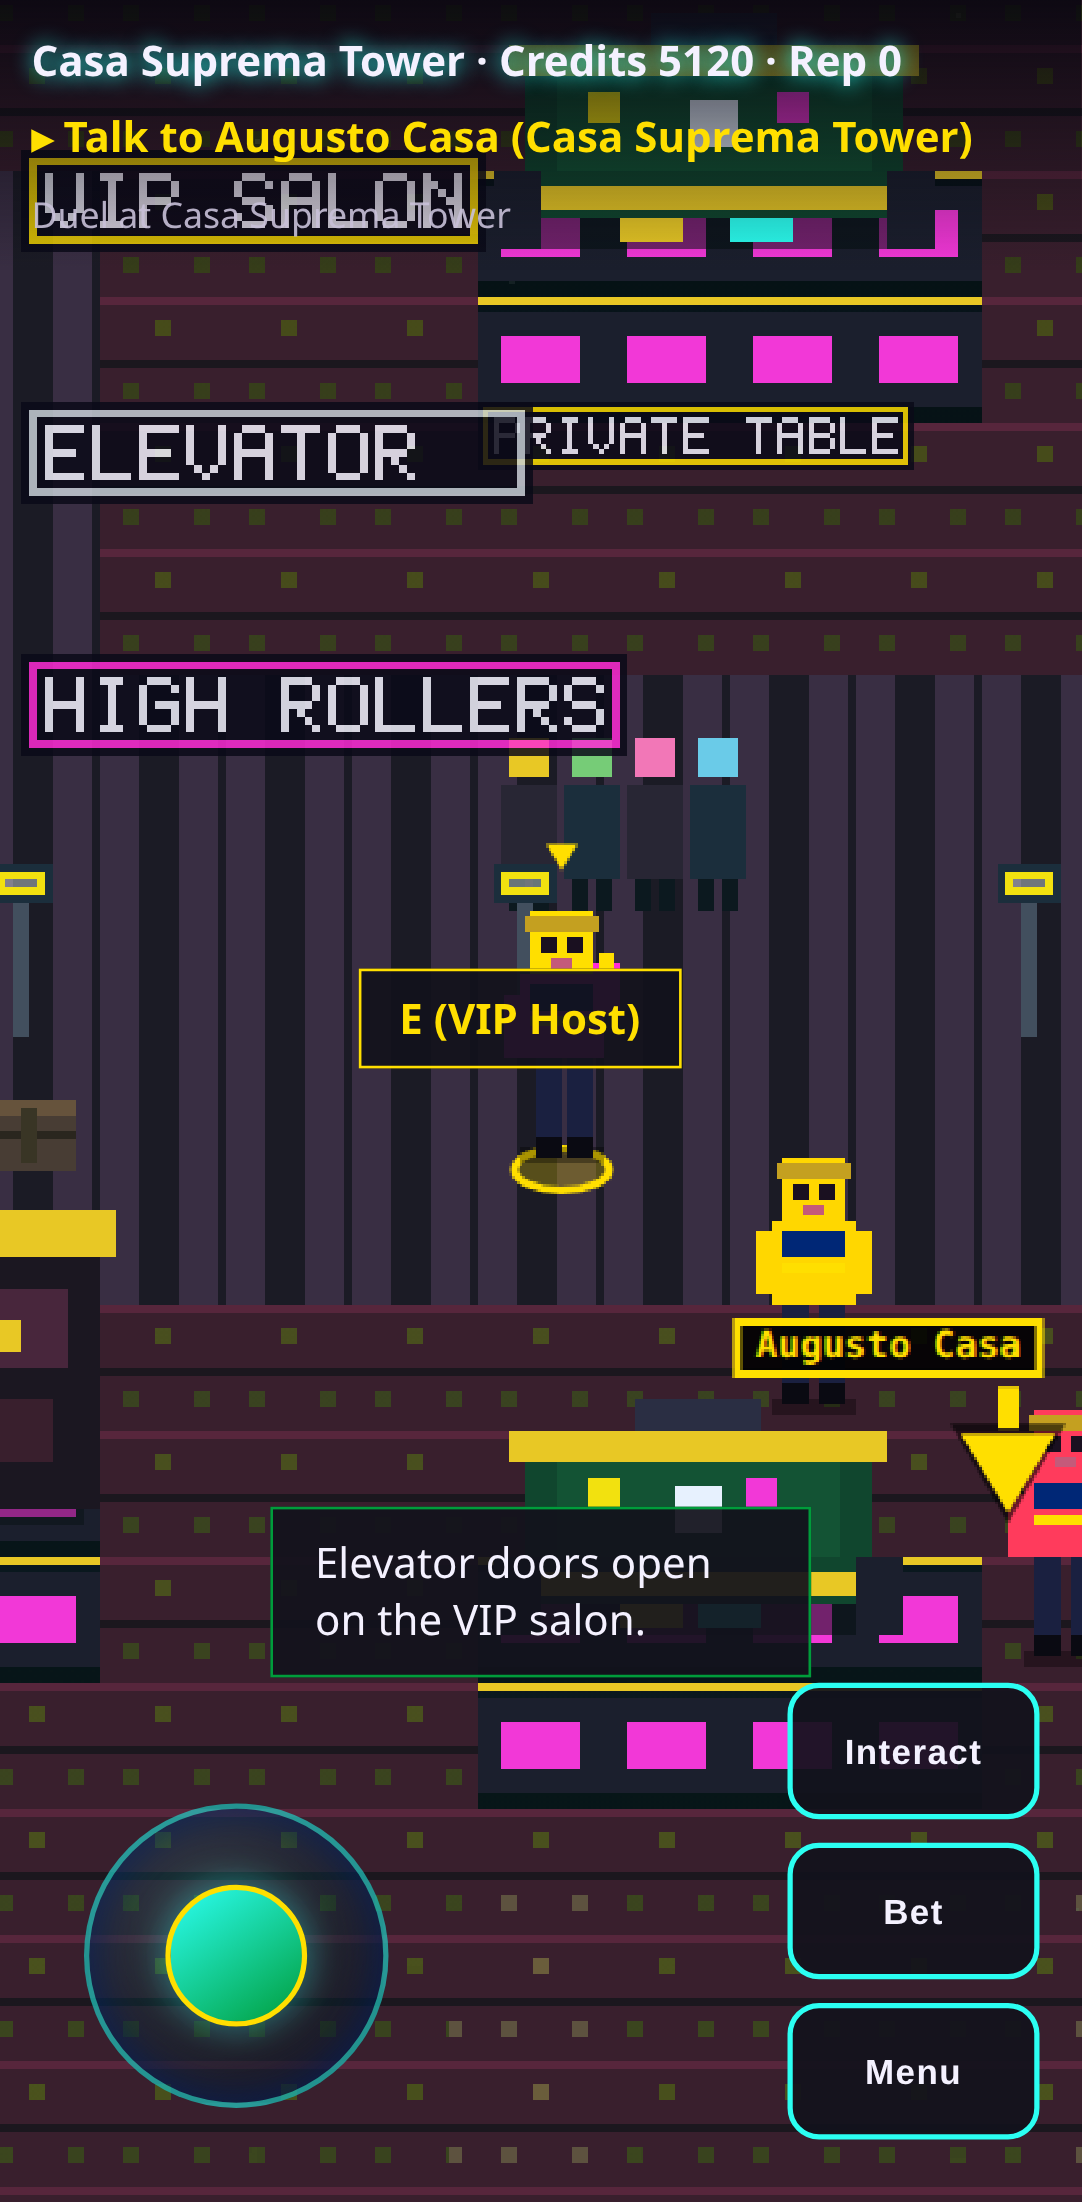 Casa Suprema Tower · Credits 5120 · Rep 0
▸ Talk to Augusto Casa (Casa Suprema Tower)
VIP SALON
Duel at Casa Suprema Tower
ELEVATOR
PRIVATE TABLE
HIGH ROLLERS
E (VIP Host)
Augusto Casa
Elevator doors open
on the VIP salon.
Interact
Bet
Menu